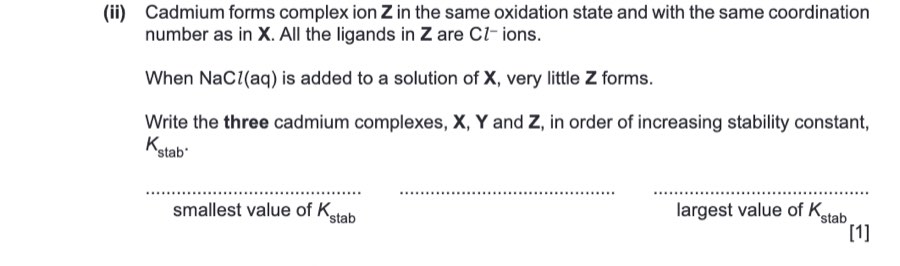 (ii) Cadmium forms complex ion Z in the same oxidation state and with the same coordination
number as in X. All the ligands in Z are Cl⁻ ions.
When NaCl(aq) is added to a solution of X, very little Z forms.
Write the three cadmium complexes, X, Y and Z, in order of increasing stability constant,
Kstab.
........................................ ........................................ ........................................
smallest value of Kstab largest value of Kstab
[1]